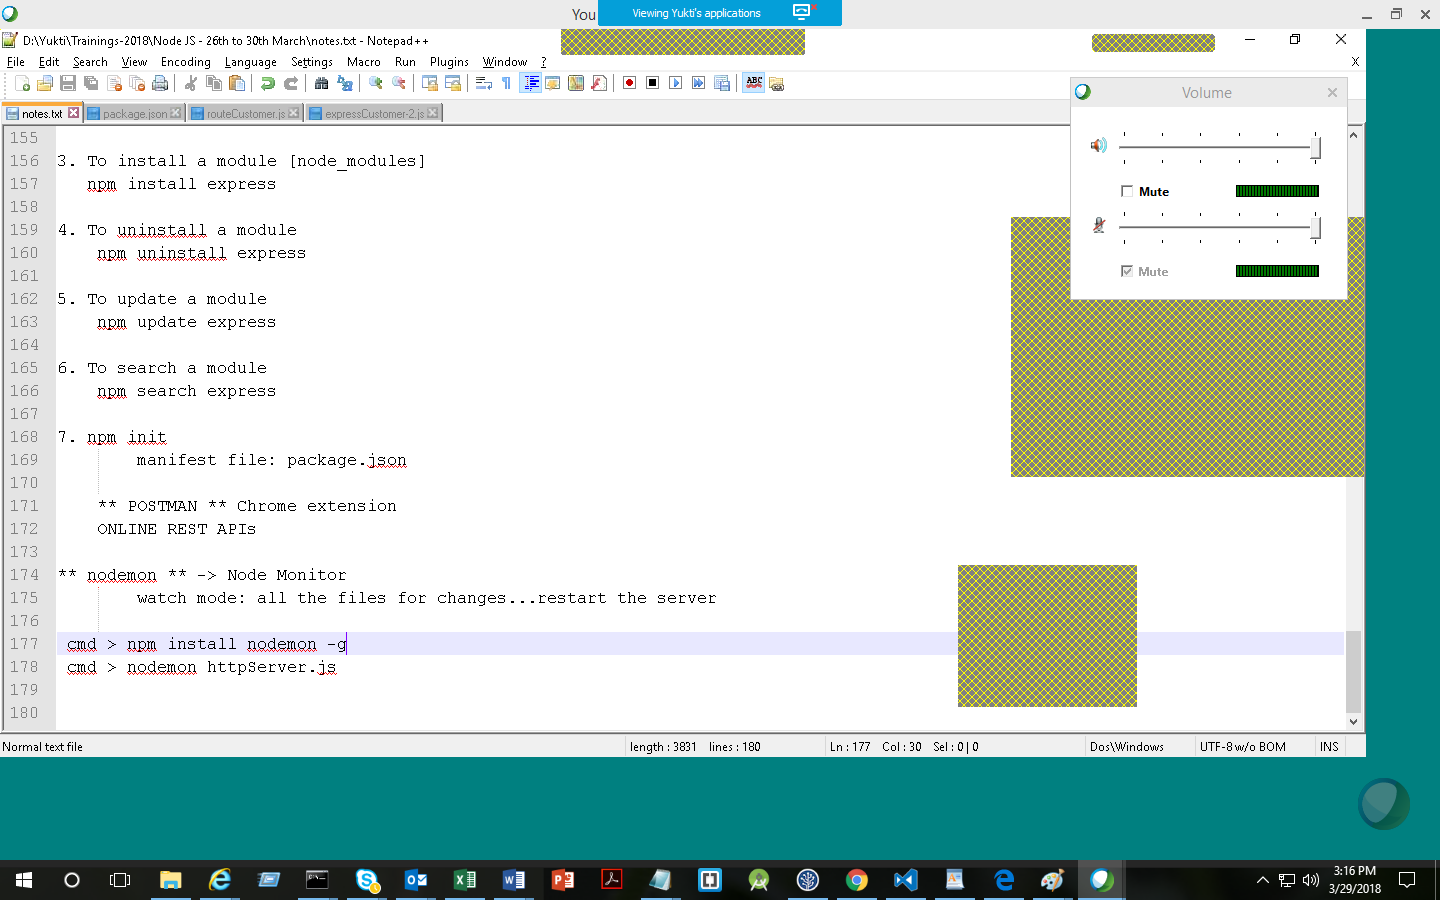 You
Viewing Yukti's applications
D:\Yukti\Trainings-2018\Node JS - 26th to 30th March\notes.txt - Notepad++
File Edit Search View Encoding Language Settings Macro Run Plugins Window ? X
notes.txt package.json routeCustomer.js expressCustomer-2.js
Volume
Mute
Mute
155
156 3. To install a module [node_modules]
157 npm install express
158
159 4. To uninstall a module
160 npm uninstall express
161
162 5. To update a module
163 npm update express
164
165 6. To search a module
166 npm search express
167
168 7. npm init
169 manifest file: package.json
170
171 ** POSTMAN ** Chrome extension
172 ONLINE REST APIs
173
174 ** nodemon ** -> Node Monitor
175 watch mode: all the files for changes...restart the server
176
177 cmd > npm install nodemon -g
178 cmd > nodemon httpServer.js
179
180
Normal text file length : 3831 lines : 180 Ln : 177 Col : 30 Sel : 0 | 0 Dos\Windows UTF-8 w/o BOM INS
3:16 PM
3/29/2018